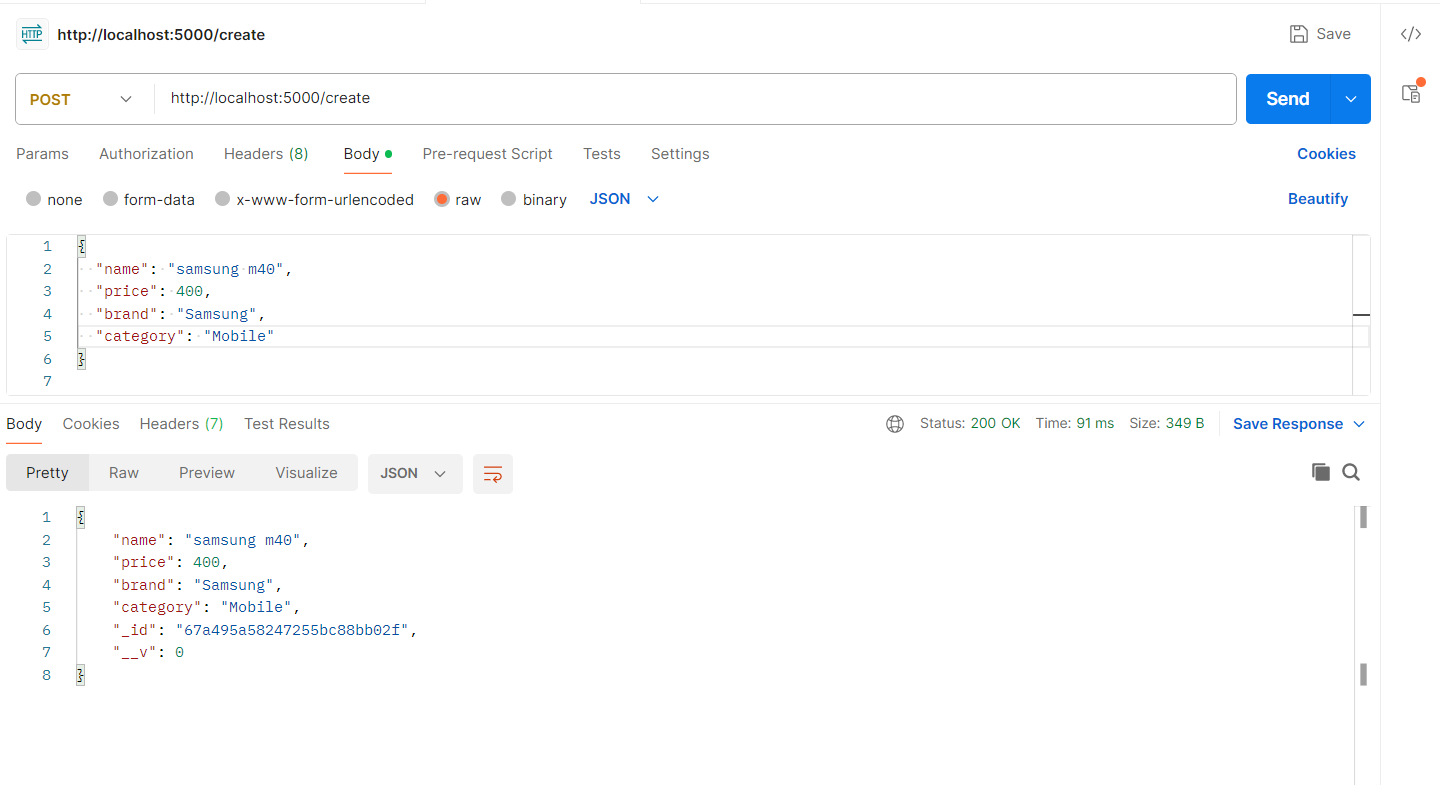 HTTP http://localhost:5000/create Save
POST http://localhost:5000/create Send
Params Authorization Headers (8) Body Pre-request Script Tests Settings Cookies
none form-data x-www-form-urlencoded raw binary JSON Beautify
1 {
2 "name": "samsung m40",
3 "price": 400,
4 "brand": "Samsung",
5 "category": "Mobile"
6 }
7
Body Cookies Headers (7) Test Results Status: 200 OK Time: 91 ms Size: 349 B Save Response
Pretty Raw Preview Visualize JSON
1 {
2 "name": "samsung m40",
3 "price": 400,
4 "brand": "Samsung",
5 "category": "Mobile",
6 "_id": "67a495a58247255bc88bb02f",
7 "__v": 0
8 }